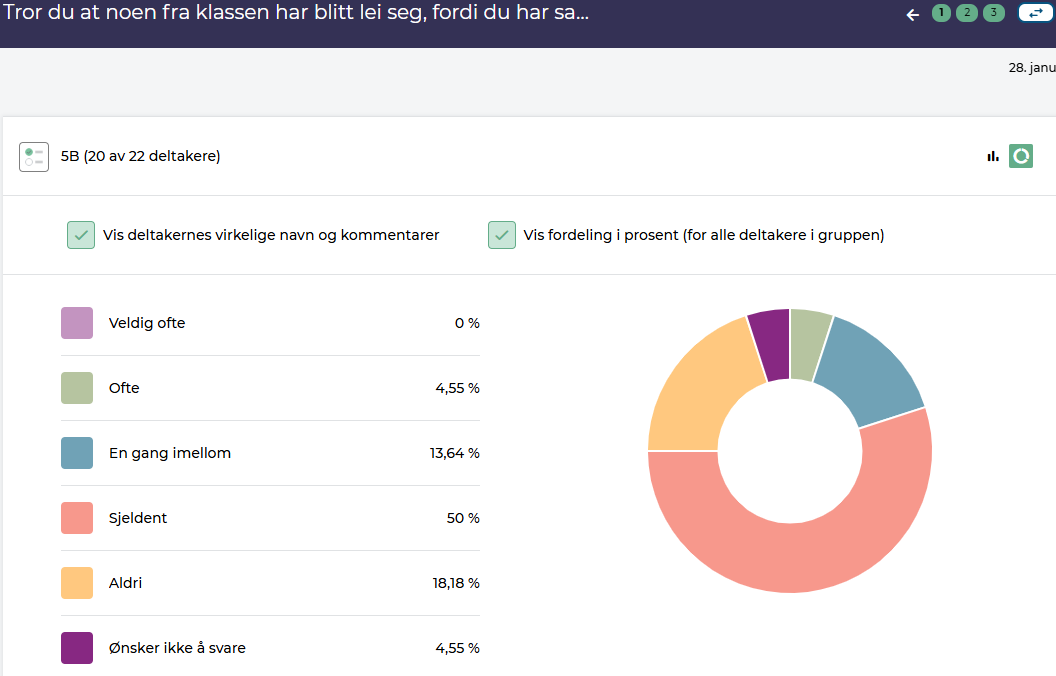 Tror du at noen fra klassen har blitt lei seg, fordi du har sa...
1 2 3
28. janu
5B (20 av 22 deltakere)
Vis deltakernes virkelige navn og kommentarer
Vis fordeling i prosent (for alle deltakere i gruppen)
Veldig ofte 0 %
Ofte 4,55 %
En gang imellom 13,64 %
Sjeldent 50 %
Aldri 18,18 %
Ønsker ikke å svare 4,55 %